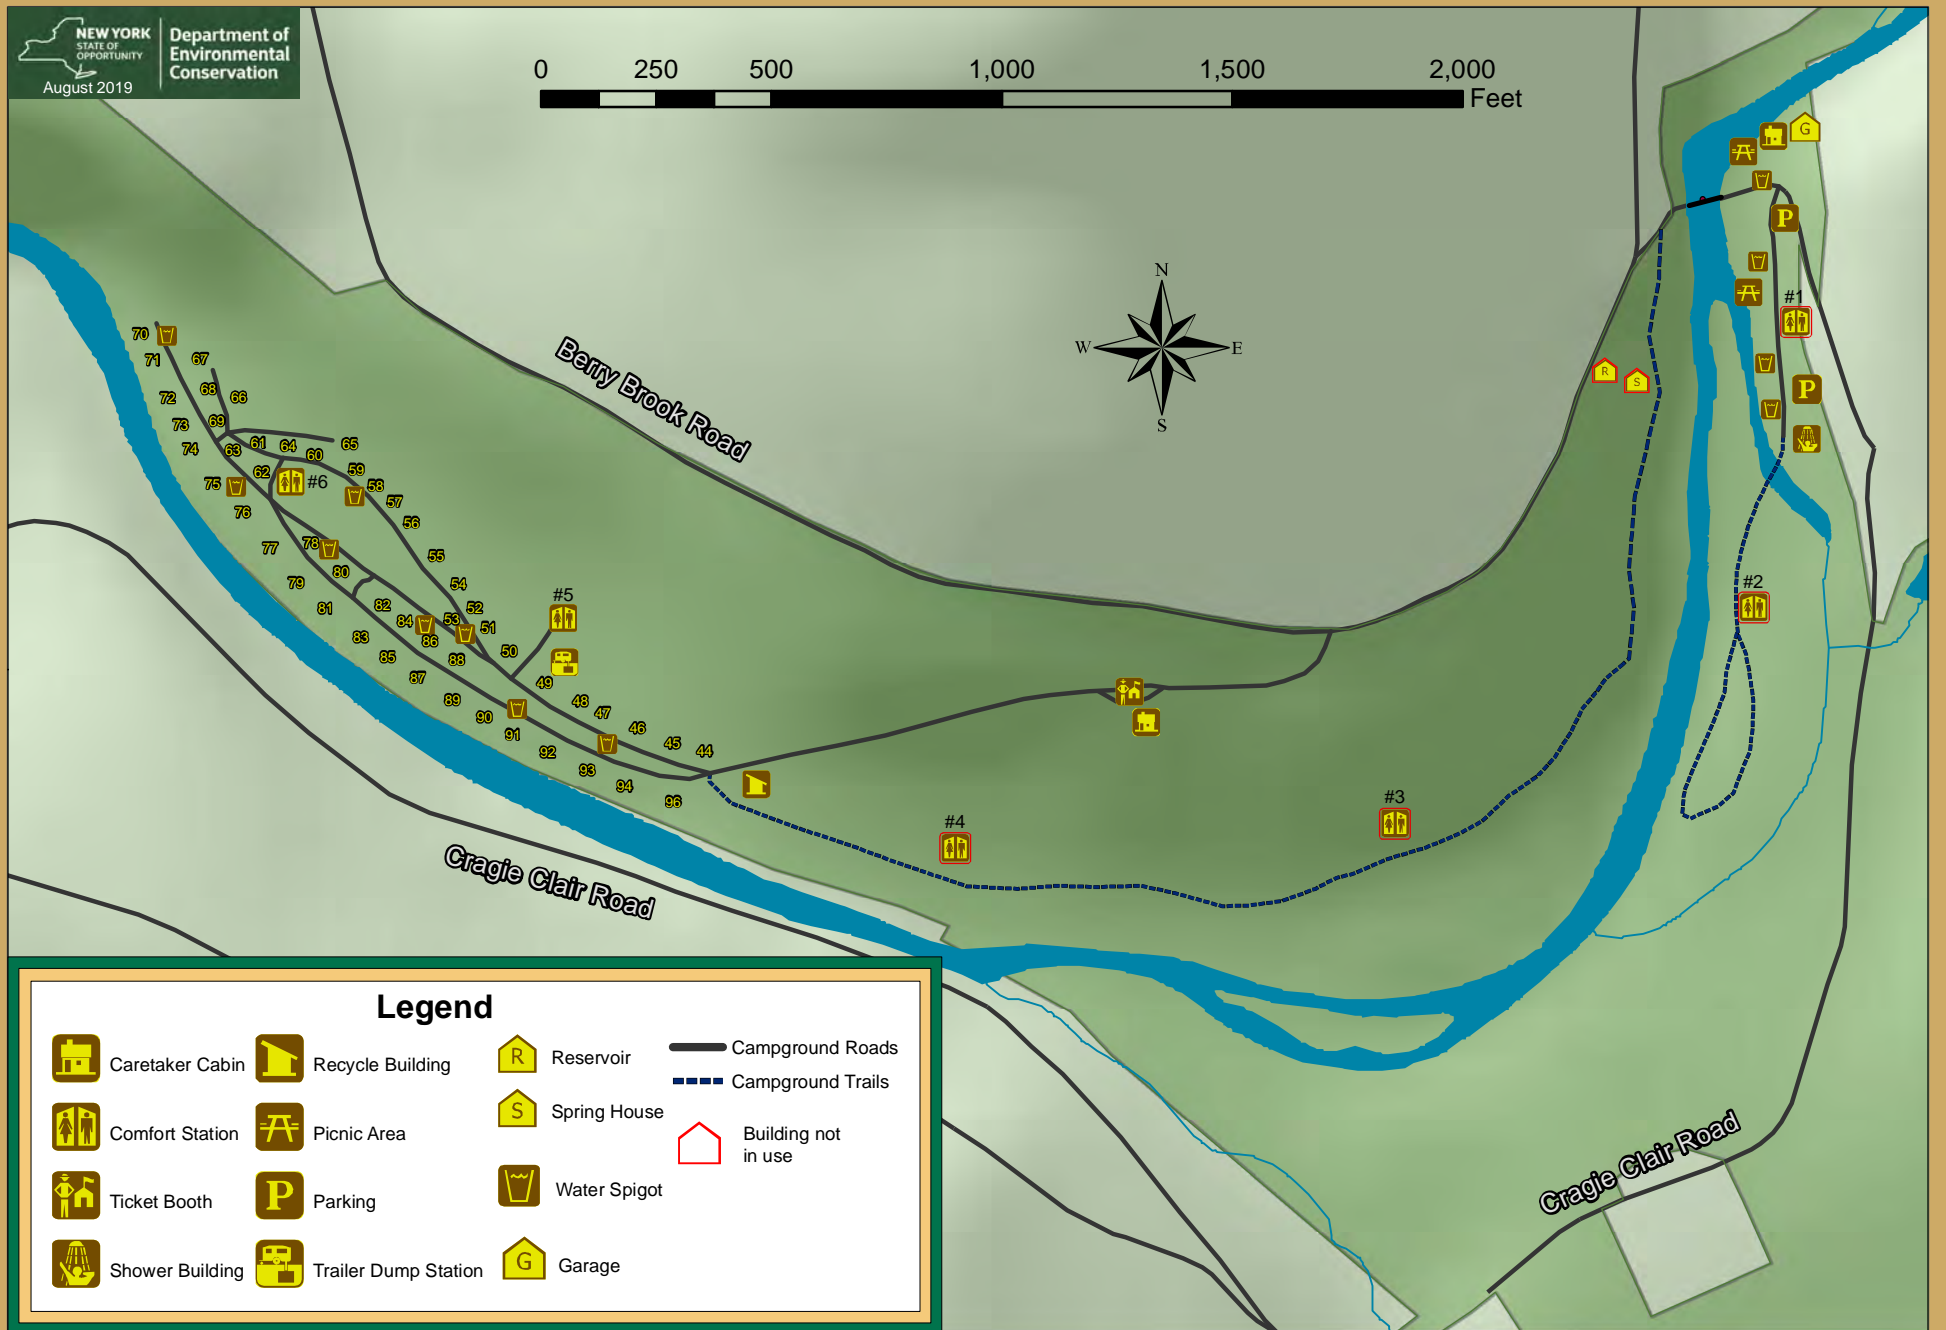 NEW YORK
STATE OF
OPPORTUNITY
Department of
Environmental
Conservation
August 2019
0 250 500 1,000 1,500 2,000
Feet
N
W E
S
Berry Brook Road
Cragie Clair Road
Cragie Clair Road
G
P
#1
R
S
P
#2
#3
#4
#5
#6
70
71
67
72
68
66
73
69
74
63
61
64
60
65
75
62
59
58
76
57
56
77
78
55
79
80
54
81
82
84
53
52
51
83
86
85
88
50
87
49
89
48
90
47
91
46
92
45
44
93
94
96
Legend
Caretaker Cabin
Recycle Building
R
Reservoir
Campground Roads
Comfort Station
Picnic Area
S
Spring House
Campground Trails
Building not
in use
Ticket Booth
P
Parking
Water Spigot
Shower Building
Trailer Dump Station
G
Garage